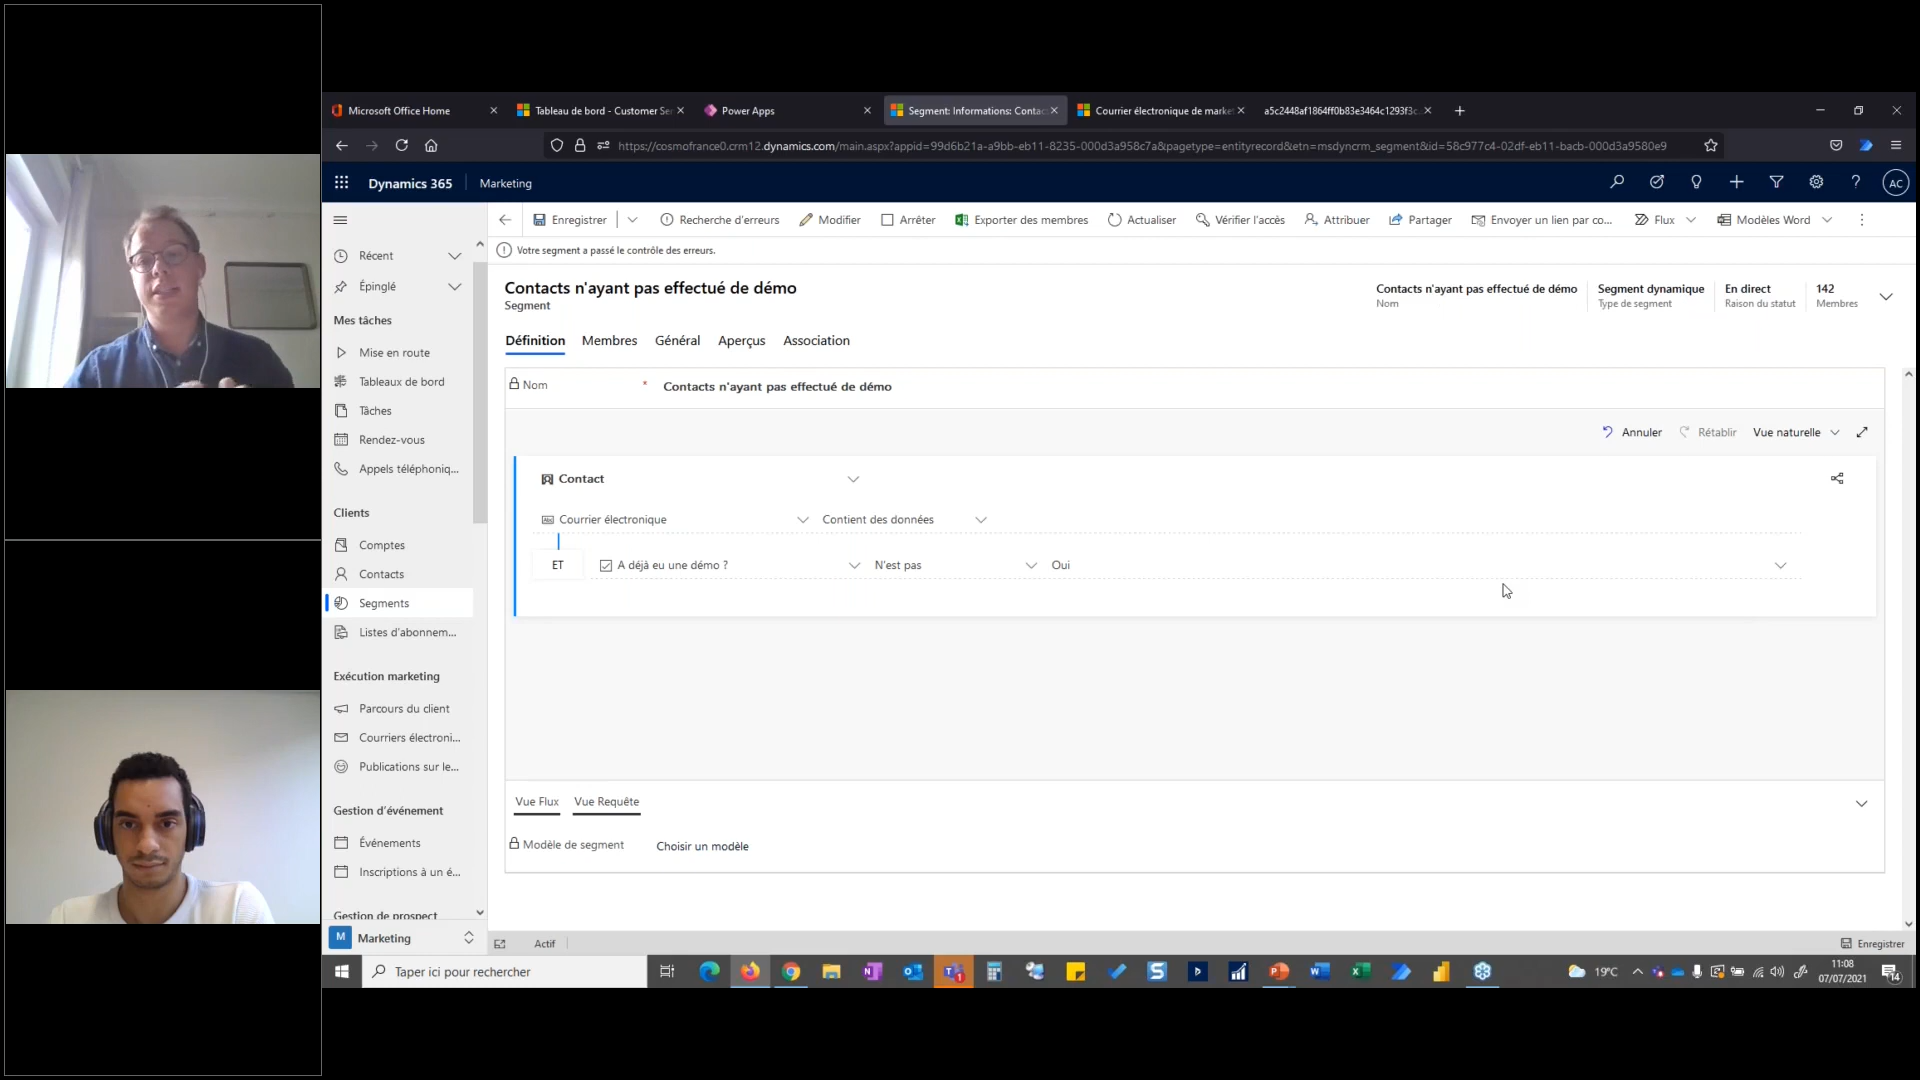 Microsoft Office Home
Tableau de bord - Customer Se
Power Apps
Segment: Informations: Contac
Courrier électronique de market
a5c2448af1864ff0b83e3464c1293f3c
https://cosmofrance0.crm12.dynamics.com/main.aspx?appid=99d6b21a-a9bb-eb11-8235-000d3a958c7a&pagetype=entityrecord&etn=msdyncrm_segment&id=58c977c4-02df-eb11-bacb-000d3a9580e9
Dynamics 365
Marketing
AC
Enregistrer
Recherche d'erreurs
Modifier
Arrêter
Exporter des membres
Actualiser
Vérifier l'accès
Attribuer
Partager
Envoyer un lien par co...
Flux
Modèles Word
Votre segment a passé le contrôle des erreurs.
Récent
Épinglé
Mes tâches
Mise en route
Tableaux de bord
Tâches
Rendez-vous
Appels téléphoniq...
Clients
Comptes
Contacts
Segments
Listes d'abonnem...
Exécution marketing
Parcours du client
Courriers électroni...
Publications sur le...
Gestion d'événement
Événements
Inscriptions à un é...
Gestion de prospect
M Marketing
Contacts n'ayant pas effectué de démo
Segment
Contacts n'ayant pas effectué de démo
Nom
Segment dynamique
Type de segment
En direct
Raison du statut
142
Membres
Définition
Membres
Général
Aperçus
Association
Nom * Contacts n'ayant pas effectué de démo
Annuler
Rétablir
Vue naturelle
Contact
Abc Courrier électronique
Contient des données
ET
A déjà eu une démo ?
N'est pas
Oui
Vue Flux
Vue Requête
Modèle de segment
Choisir un modèle
Actif
Enregistrer
Taper ici pour rechercher
19°C
11:08
07/07/2021